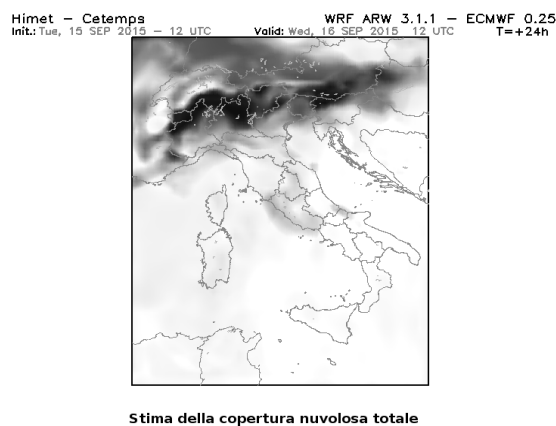 Himet – Cetemps WRF ARW 3.1.1 – ECMWF 0.25
Init.: Tue, 15 SEP 2015 – 12 UTC Valid: Wed, 16 SEP 2015 12 UTC T=+24h
Stima della copertura nuvolosa totale